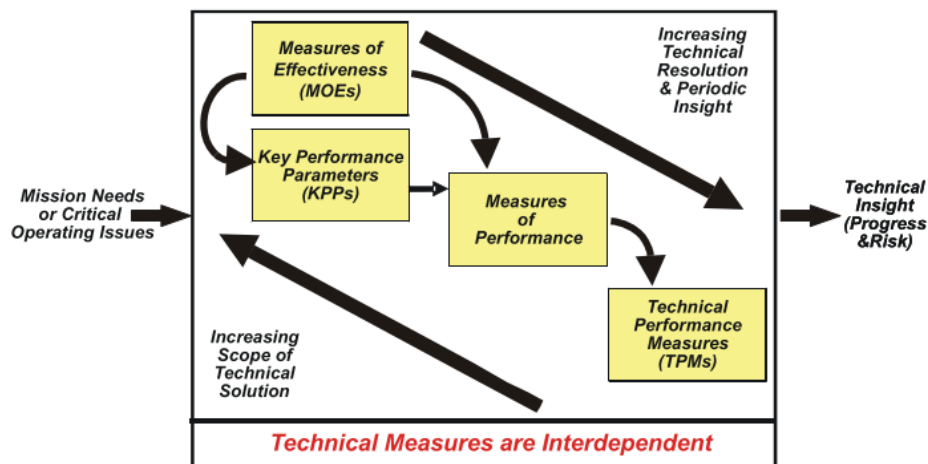 Mission Needs
or Critical
Operating Issues
Measures of
Effectiveness
(MOEs)
Key Performance
Parameters
(KPPs)
Measures
of
Performance
Technical
Performance
Measures
(TPMs)
Increasing
Technical
Resolution
& Periodic
Insight
Increasing
Scope of
Technical
Solution
Technical
Insight
(Progress
&Risk)
Technical Measures are Interdependent